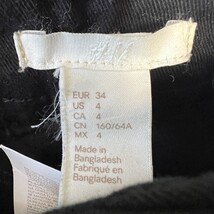 EUR 34
US 4
CA 4
CN 160/64A
MX 4
Made in
Bangladesh
Fabriqué en
Bangladesh